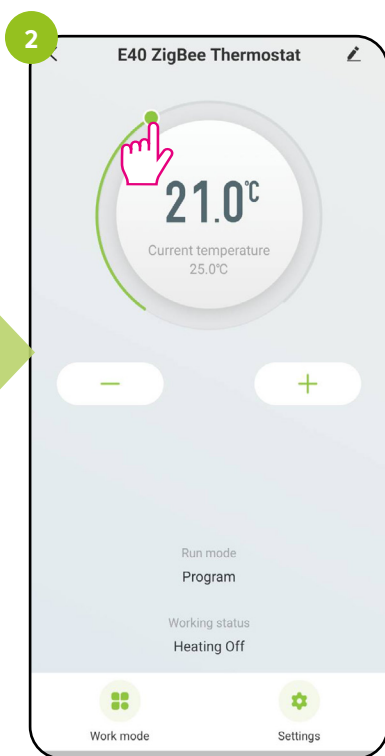 2
E40 ZigBee Thermostat
21.0℃
Current temperature
25.0℃
Run mode
Program
Working status
Heating Off
Work mode
Settings